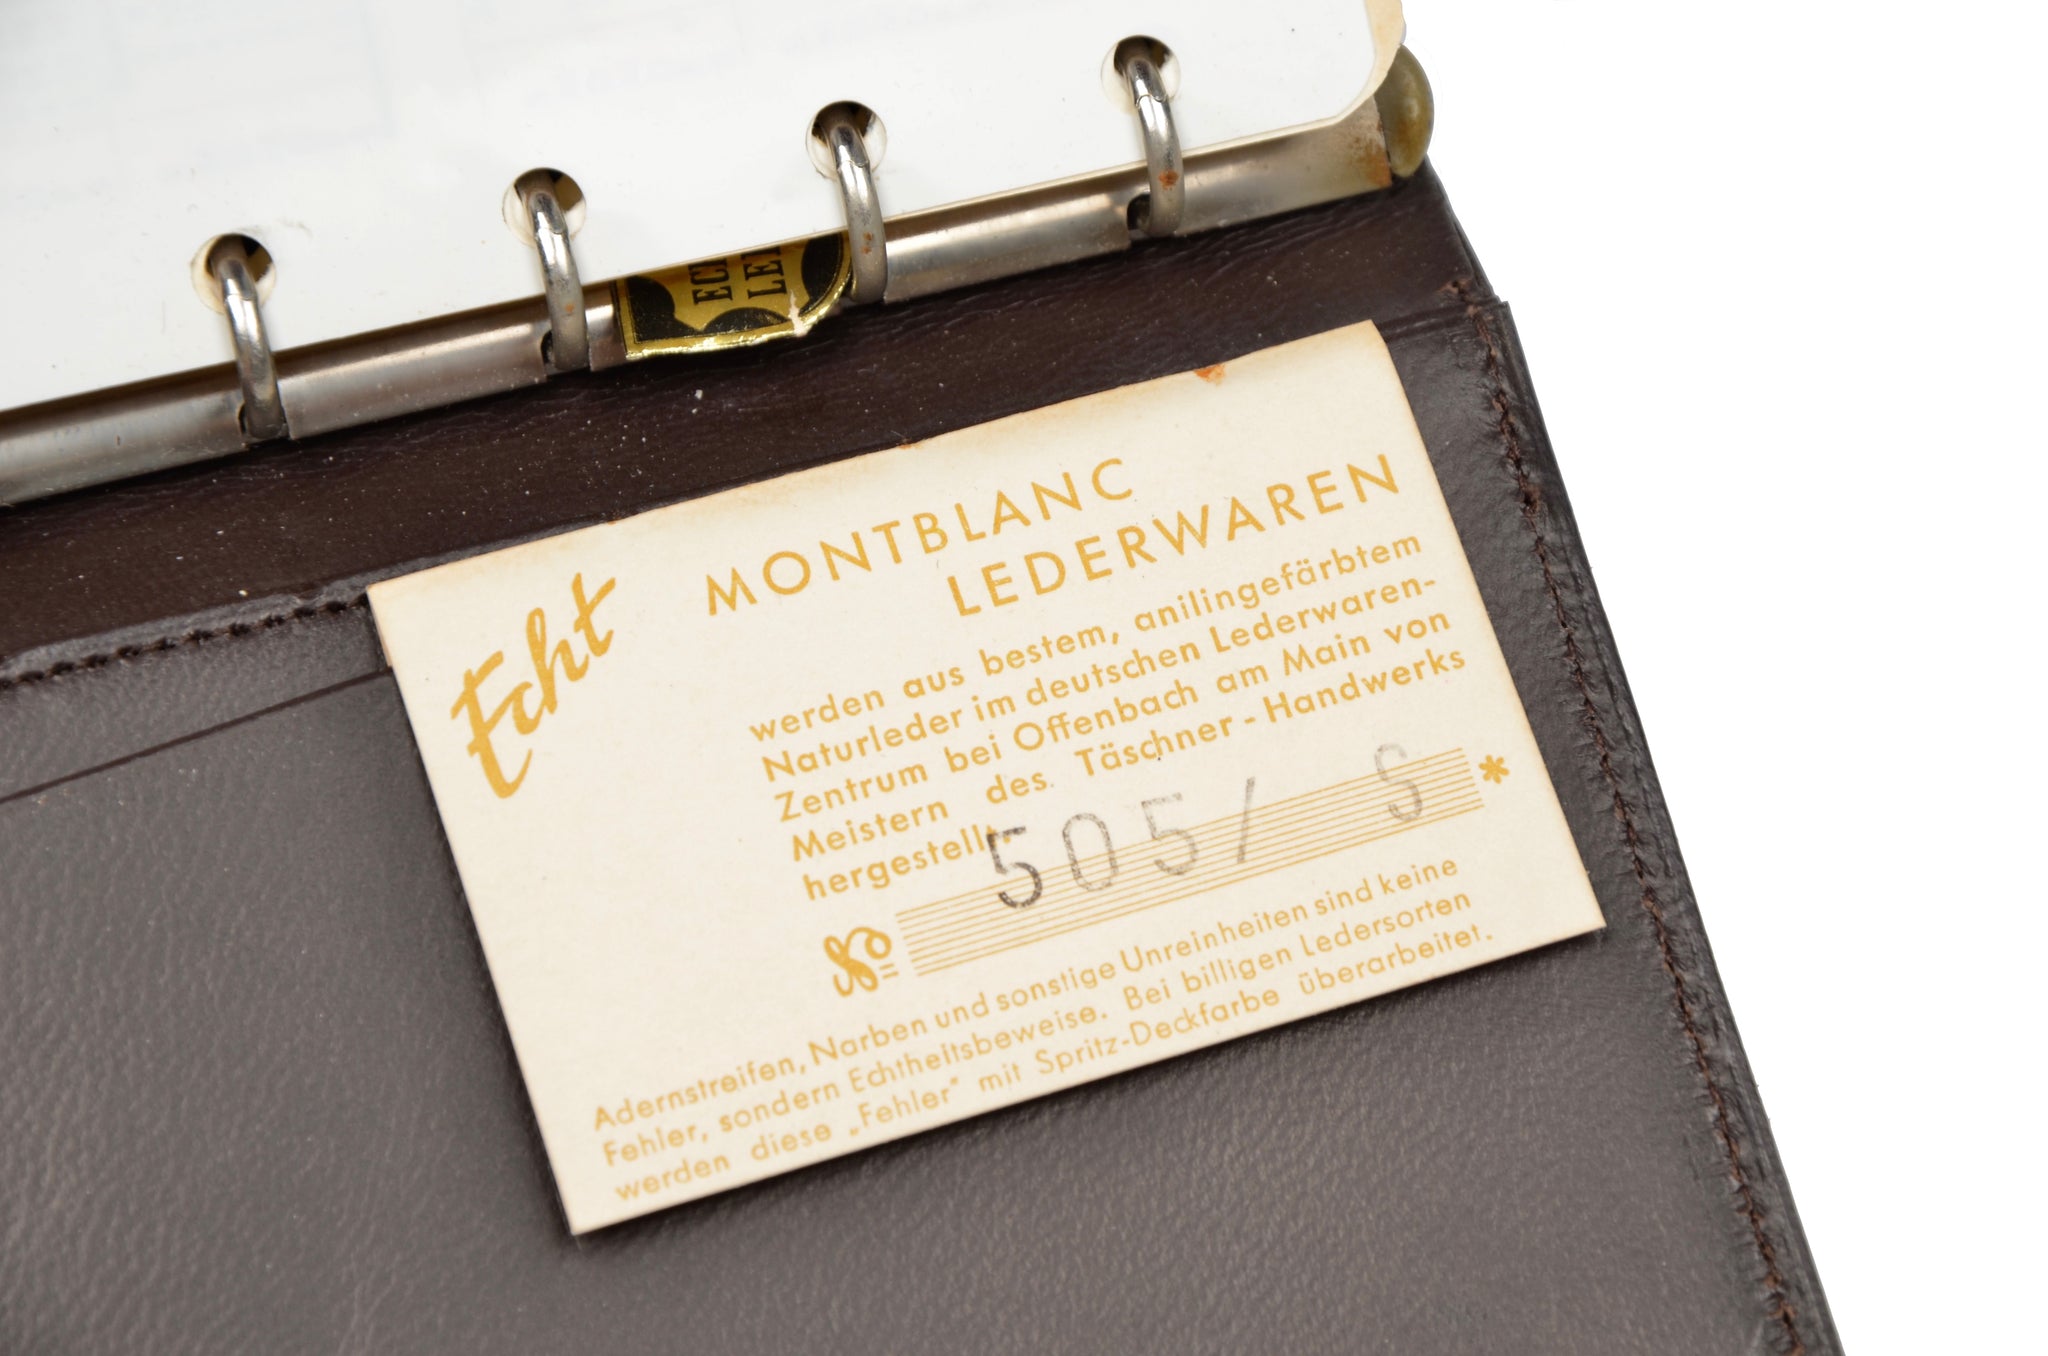 Echt
MONTBLANC
LEDERWAREN
werden aus bestem, anilingefärbtem
Naturleder im deutschen Lederwaren-
Zentrum bei Offenbach am Main von
Meistern des Täschner-Handwerks
hergestellt.
No 505/ S *
Adernstreifen, Narben und sonstige Unreinheiten sind keine
Fehler, sondern Echtheitsbeweise. Bei billigen Ledersorten
werden diese „Fehler" mit Spritz-Deckfarbe überarbeitet.